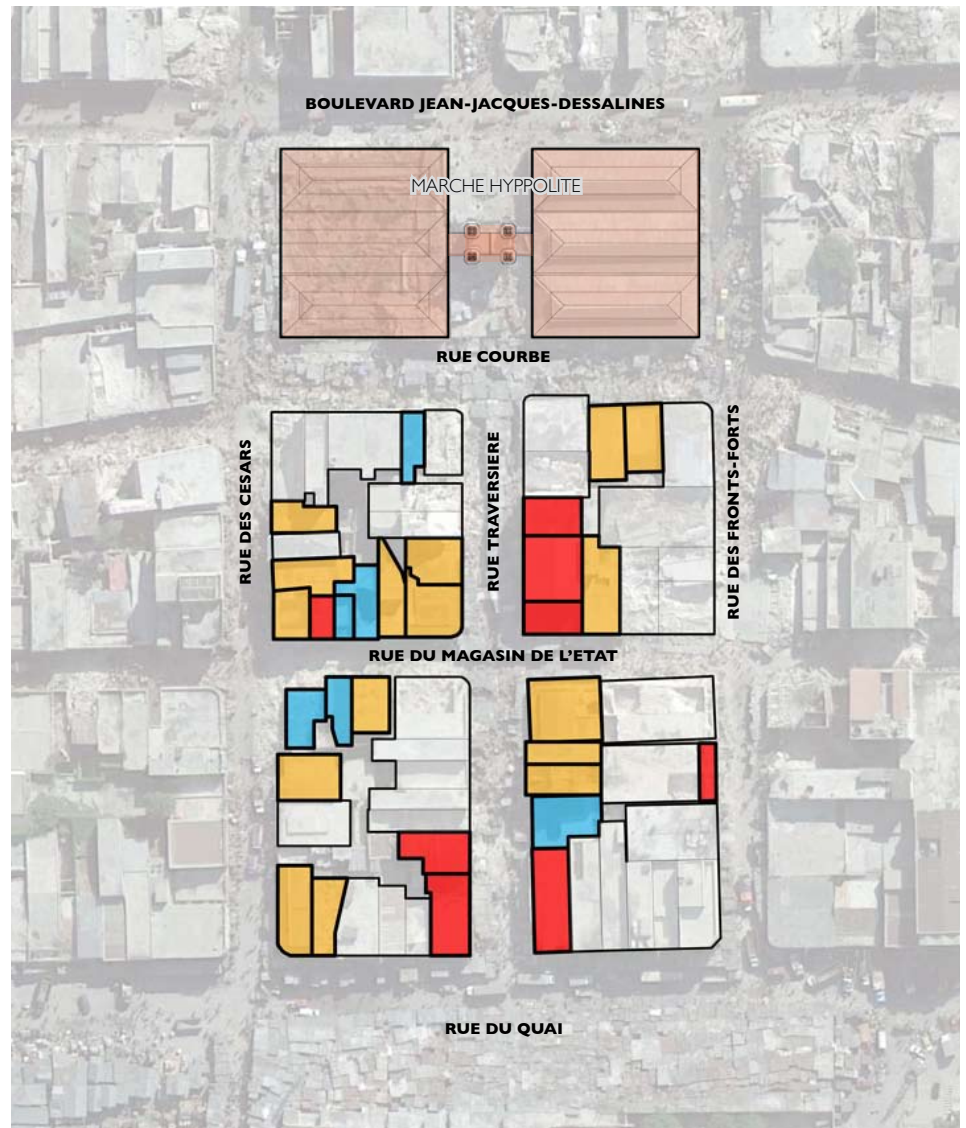 BOULEVARD JEAN-JACQUES-DESSALINES
MARCHE HYPPOLITE
RUE COURBE
RUE DES CESARS
RUE TRAVERSIERE
RUE DES FRONTS-FORTS
RUE DU MAGASIN DE L'ETAT
RUE DU QUAI